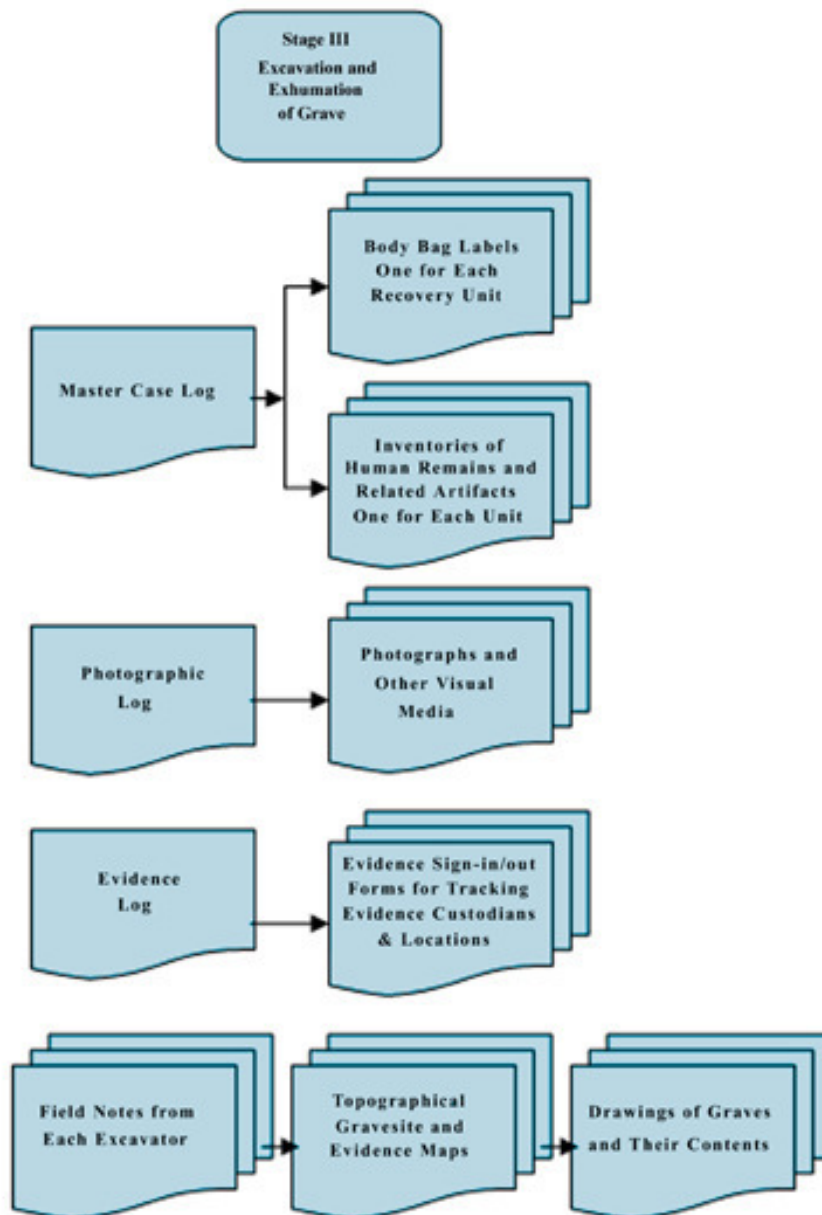 Stage III
Excavation and
Exhumation
of Grave
Body Bag Labels
One for Each
Recovery Unit
Master Case Log
Inventories of
Human Remains and
Related Artifacts
One for Each Unit
Photographic
Log
Photographs and
Other Visual
Media
Evidence
Log
Evidence Sign-in/out
Forms for Tracking
Evidence Custodians
& Locations
Field Notes from
Each Excavator
Topographical
Gravesite and
Evidence Maps
Drawings of Graves
and Their Contents